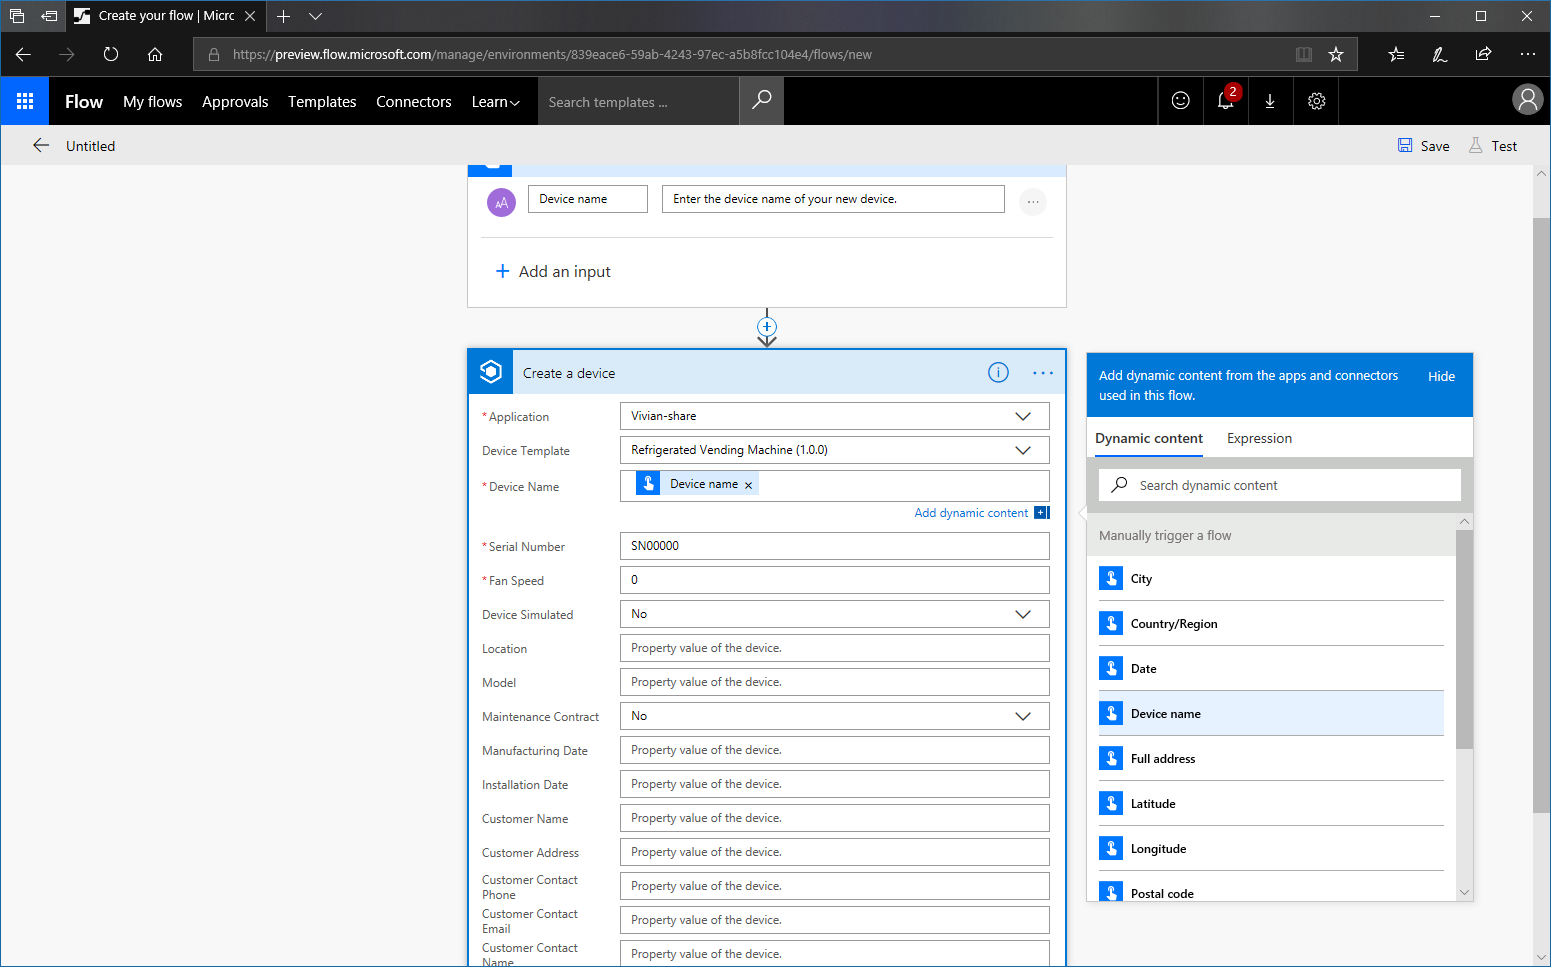 Create your flow | Micrc
https://preview.flow.microsoft.com/manage/environments/839eace6-59ab-4243-97ec-a5b8fcc104e4/flows/new
Flow My flows Approvals Templates Connectors Learn Search templates ... 2
Untitled Save Test
AA Device name Enter the device name of your new device. ...
+ Add an input
Create a device
* Application Vivian-share
Device Template Refrigerated Vending Machine (1.0.0)
* Device Name Device name ×
Add dynamic content
* Serial Number SN00000
* Fan Speed 0
Device Simulated No
Location Property value of the device.
Model Property value of the device.
Maintenance Contract No
Manufacturing Date Property value of the device.
Installation Date Property value of the device.
Customer Name Property value of the device.
Customer Address Property value of the device.
Customer Contact
Phone Property value of the device.
Customer Contact
Email Property value of the device.
Customer Contact
Name Property value of the device.
Add dynamic content from the apps and connectors
used in this flow.
Hide
Dynamic content Expression
Search dynamic content
Manually trigger a flow
City
Country/Region
Date
Device name
Full address
Latitude
Longitude
Postal code